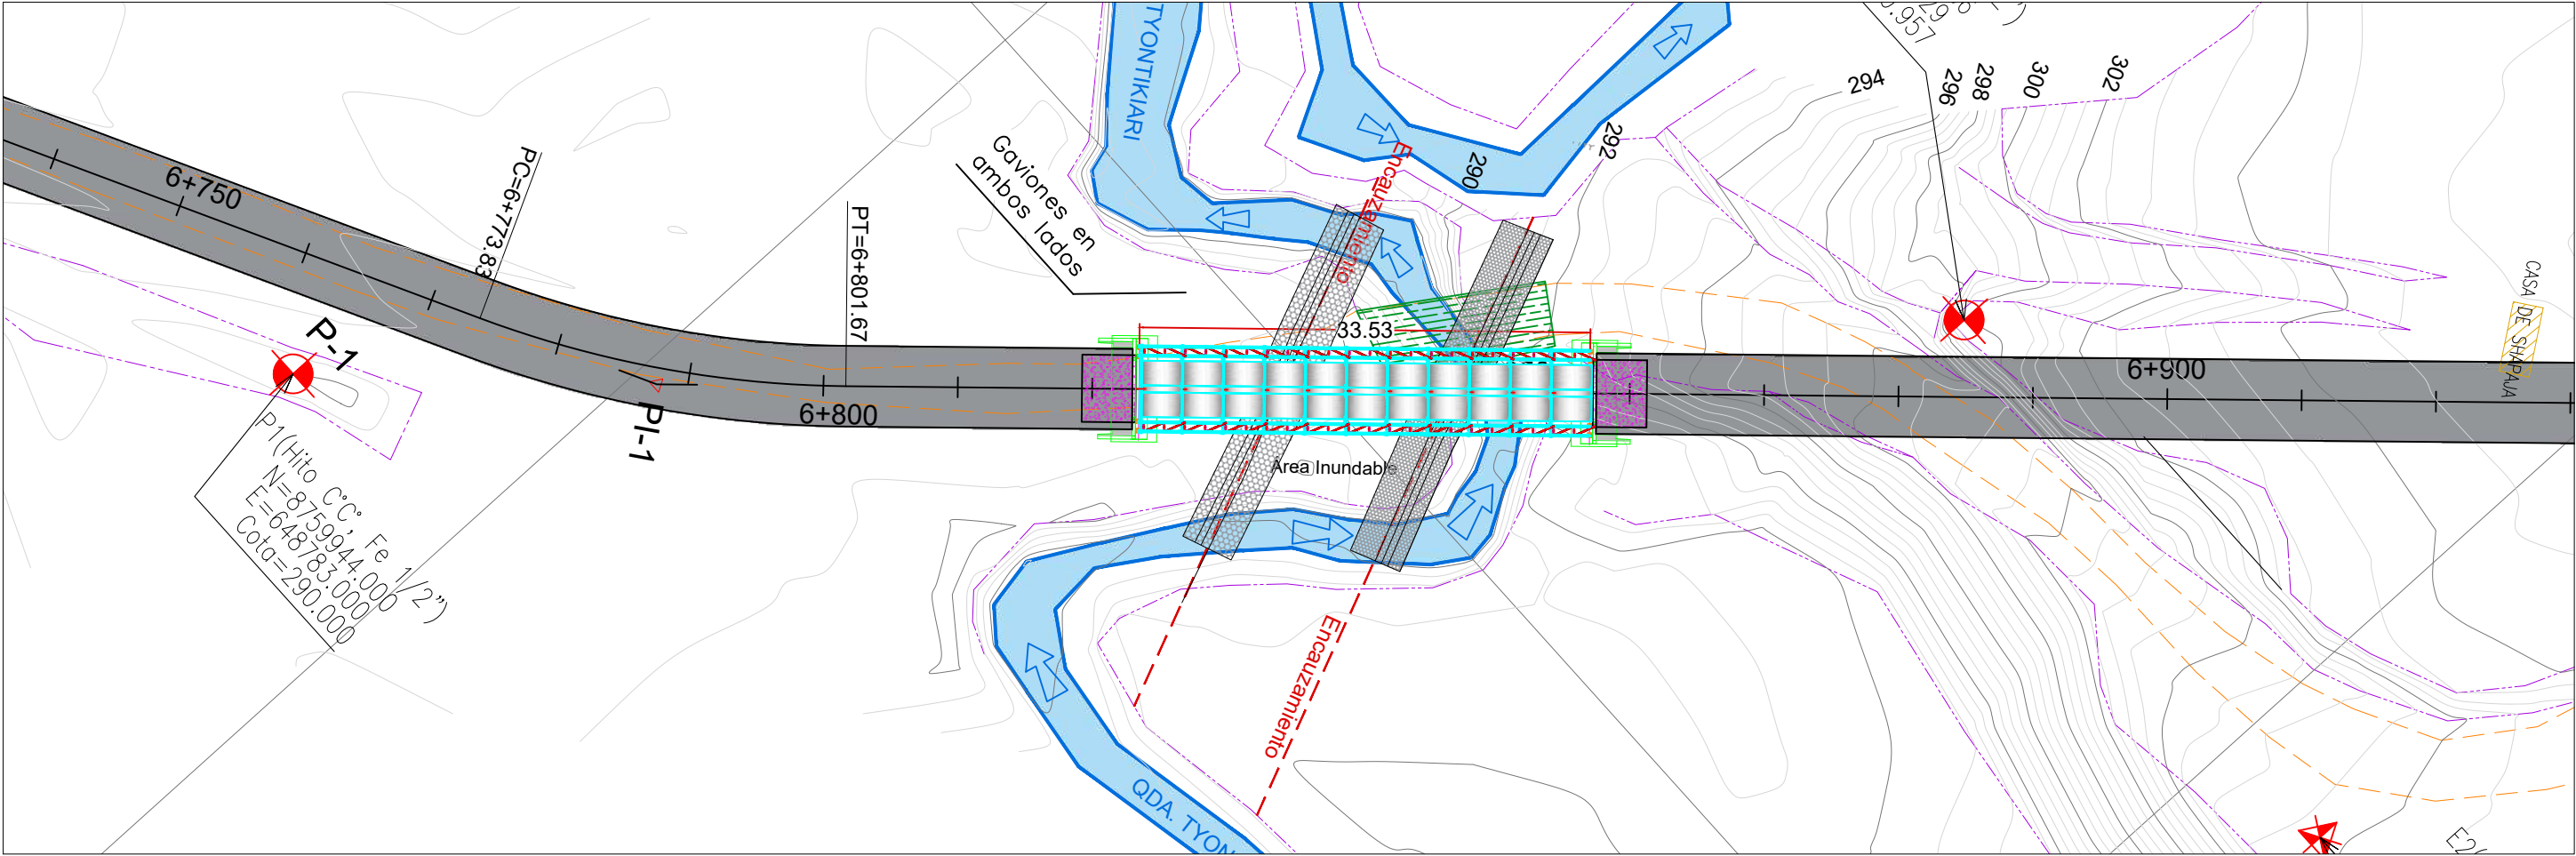 TYONTIKIARI
0.957
294
296
298
300
302
292
290
6+750
PC=6+773.83
PT=6+801.67
Gaviones en
ambos lados
Encauzamiento
33.53
P-1
PI-1
6+800
6+900
CASA DE SHAPAJA
Área Inundable
P1(Hito C°C°, Fe 1/2")
N=8759944.000
E=648783.000
Cota=290.000
Encauzamiento
QDA. TYON